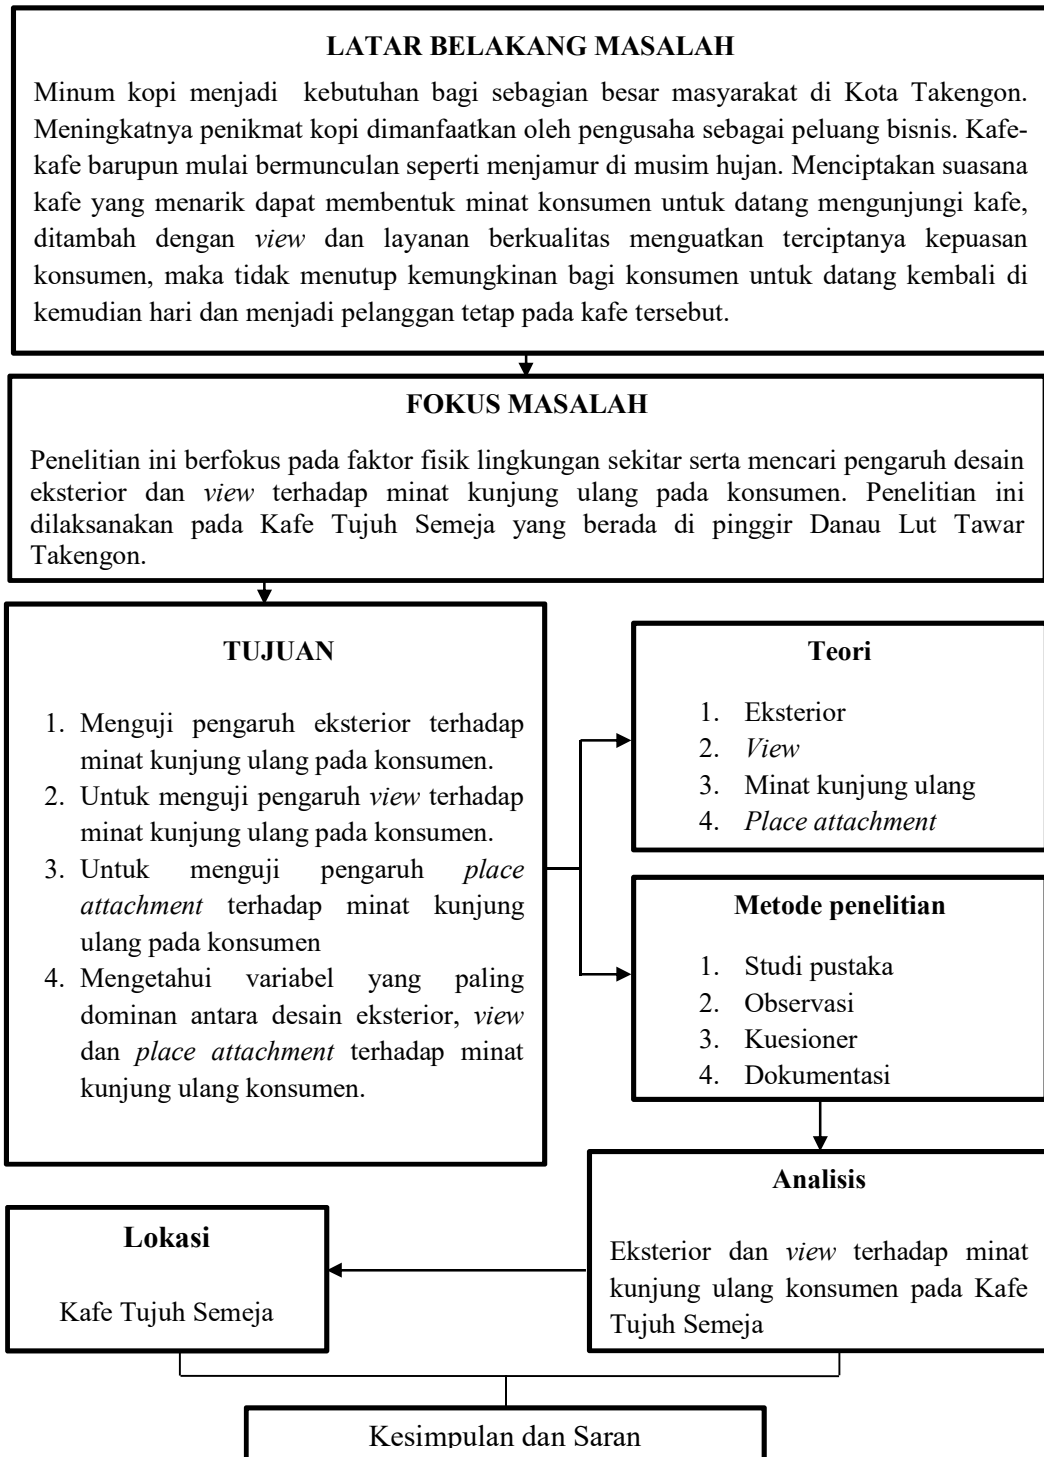 LATAR BELAKANG MASALAH
Minum kopi menjadi kebutuhan bagi sebagian besar masyarakat di Kota Takengon.
Meningkatnya penikmat kopi dimanfaatkan oleh pengusaha sebagai peluang bisnis. Kafe-
kafe barupun mulai bermunculan seperti menjamur di musim hujan. Menciptakan suasana
kafe yang menarik dapat membentuk minat konsumen untuk datang mengunjungi kafe,
ditambah dengan view dan layanan berkualitas menguatkan terciptanya kepuasan
konsumen, maka tidak menutup kemungkinan bagi konsumen untuk datang kembali di
kemudian hari dan menjadi pelanggan tetap pada kafe tersebut.
FOKUS MASALAH
Penelitian ini berfokus pada faktor fisik lingkungan sekitar serta mencari pengaruh desain
eksterior dan view terhadap minat kunjung ulang pada konsumen. Penelitian ini
dilaksanakan pada Kafe Tujuh Semeja yang berada di pinggir Danau Lut Tawar
Takengon.
TUJUAN
1. Menguji pengaruh eksterior terhadap
minat kunjung ulang pada konsumen.
2. Untuk menguji pengaruh view terhadap
minat kunjung ulang pada konsumen.
3. Untuk menguji pengaruh place
attachment terhadap minat kunjung
ulang pada konsumen
4. Mengetahui variabel yang paling
dominan antara desain eksterior, view
dan place attachment terhadap minat
kunjung ulang konsumen.
Teori
1. Eksterior
2. View
3. Minat kunjung ulang
4. Place attachment
Metode penelitian
1. Studi pustaka
2. Observasi
3. Kuesioner
4. Dokumentasi
Analisis
Eksterior dan view terhadap minat
kunjung ulang konsumen pada Kafe
Tujuh Semeja
Lokasi
Kafe Tujuh Semeja
Kesimpulan dan Saran